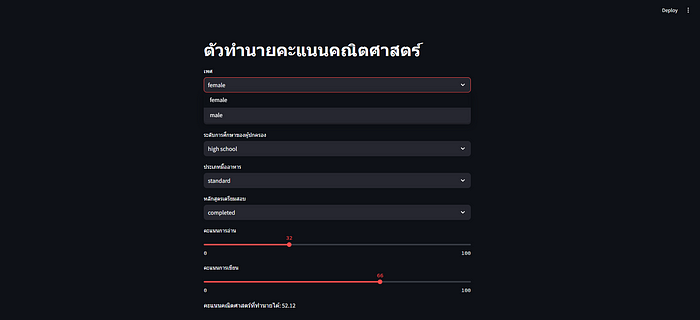 Deploy
ตัวทำนายคะแนนคณิตศาสตร์
เพศ
female
female
male
ระดับการศึกษาของผู้ปกครอง
high school
ประเภทมื้ออาหาร
standard
หลักสูตรเตรียมสอบ
completed
คะแนนการอ่าน
32
0 100
คะแนนการเขียน
66
0 100
คะแนนคณิตศาสตร์ที่ทำนายได้: 52.12